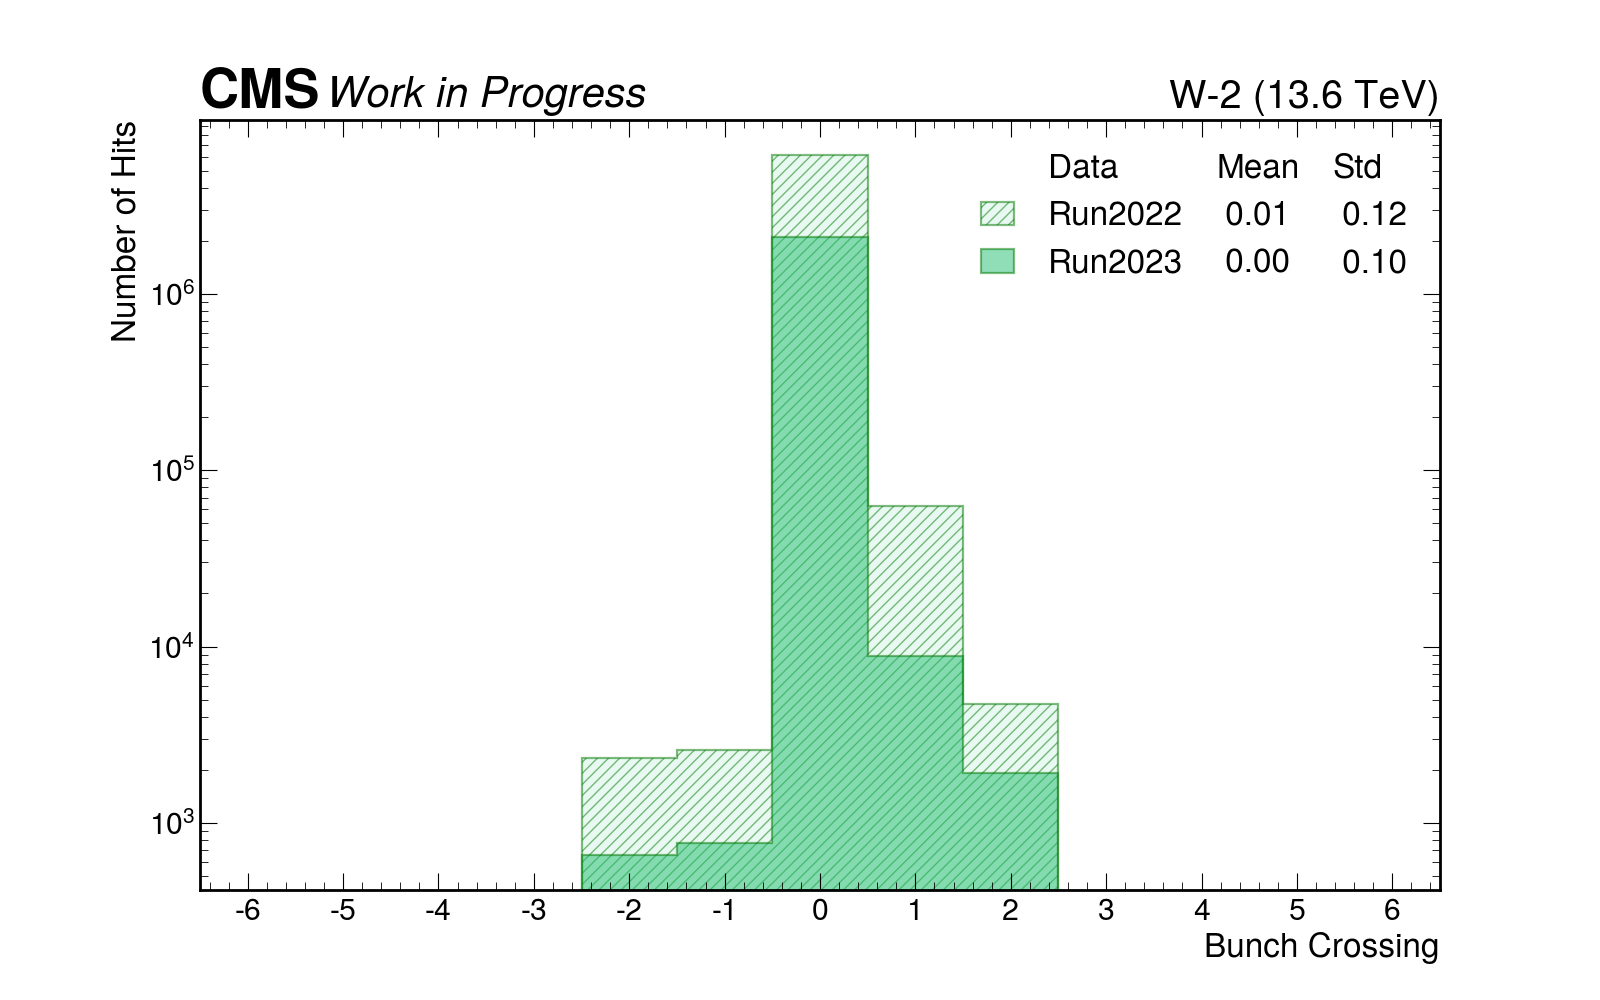 CMS Work in Progress W-2 (13.6 TeV)
Number of Hits
Data Mean Std
Run2022 0.01 0.12
Run2023 0.00 0.10
10⁶
10⁵
10⁴
10³
-6 -5 -4 -3 -2 -1 0 1 2 3 4 5 6
Bunch Crossing